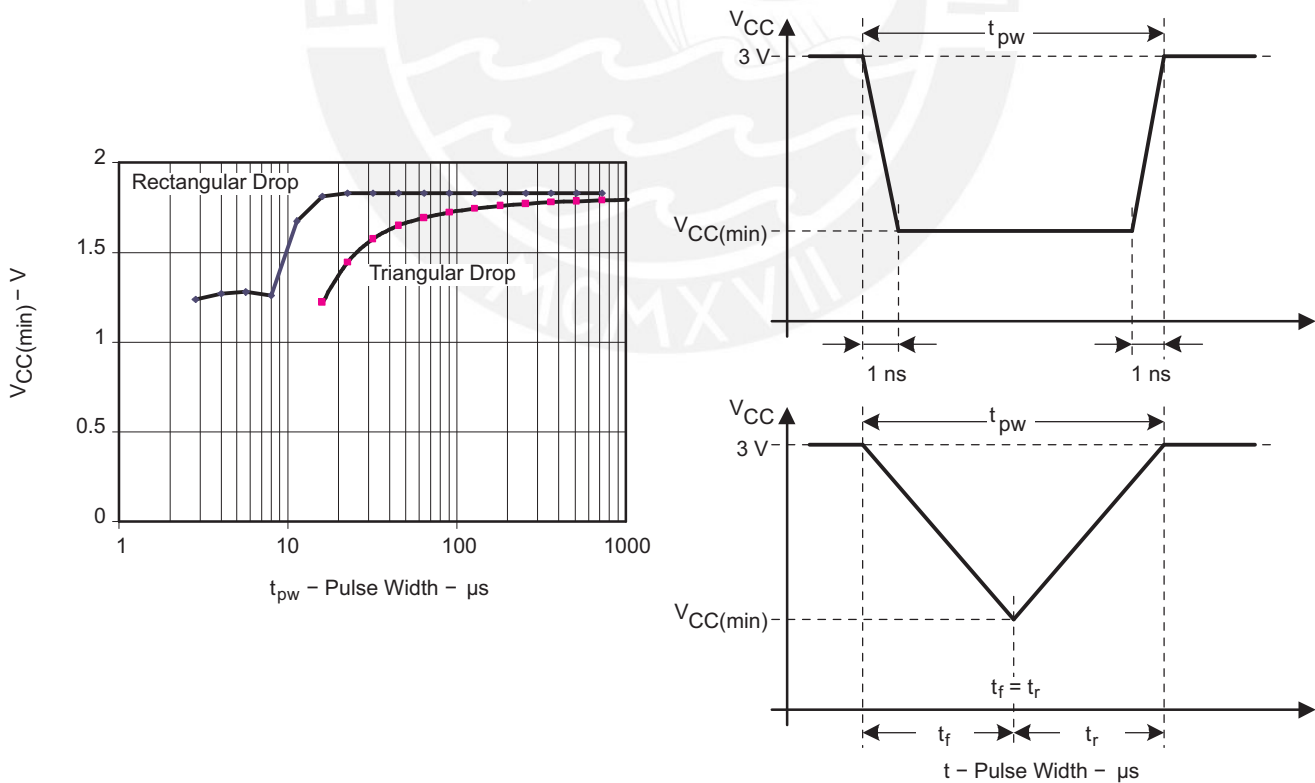 2
1.5
1
0.5
0
1
10
100
1000
Rectangular Drop
Triangular Drop
VCC(min) − V
tpw − Pulse Width − μs
VCC
3 V
VCC(min)
tpw
1 ns
1 ns
VCC
3 V
VCC(min)
tpw
tf = tr
tf
tr
t − Pulse Width − μs
MCMXVII